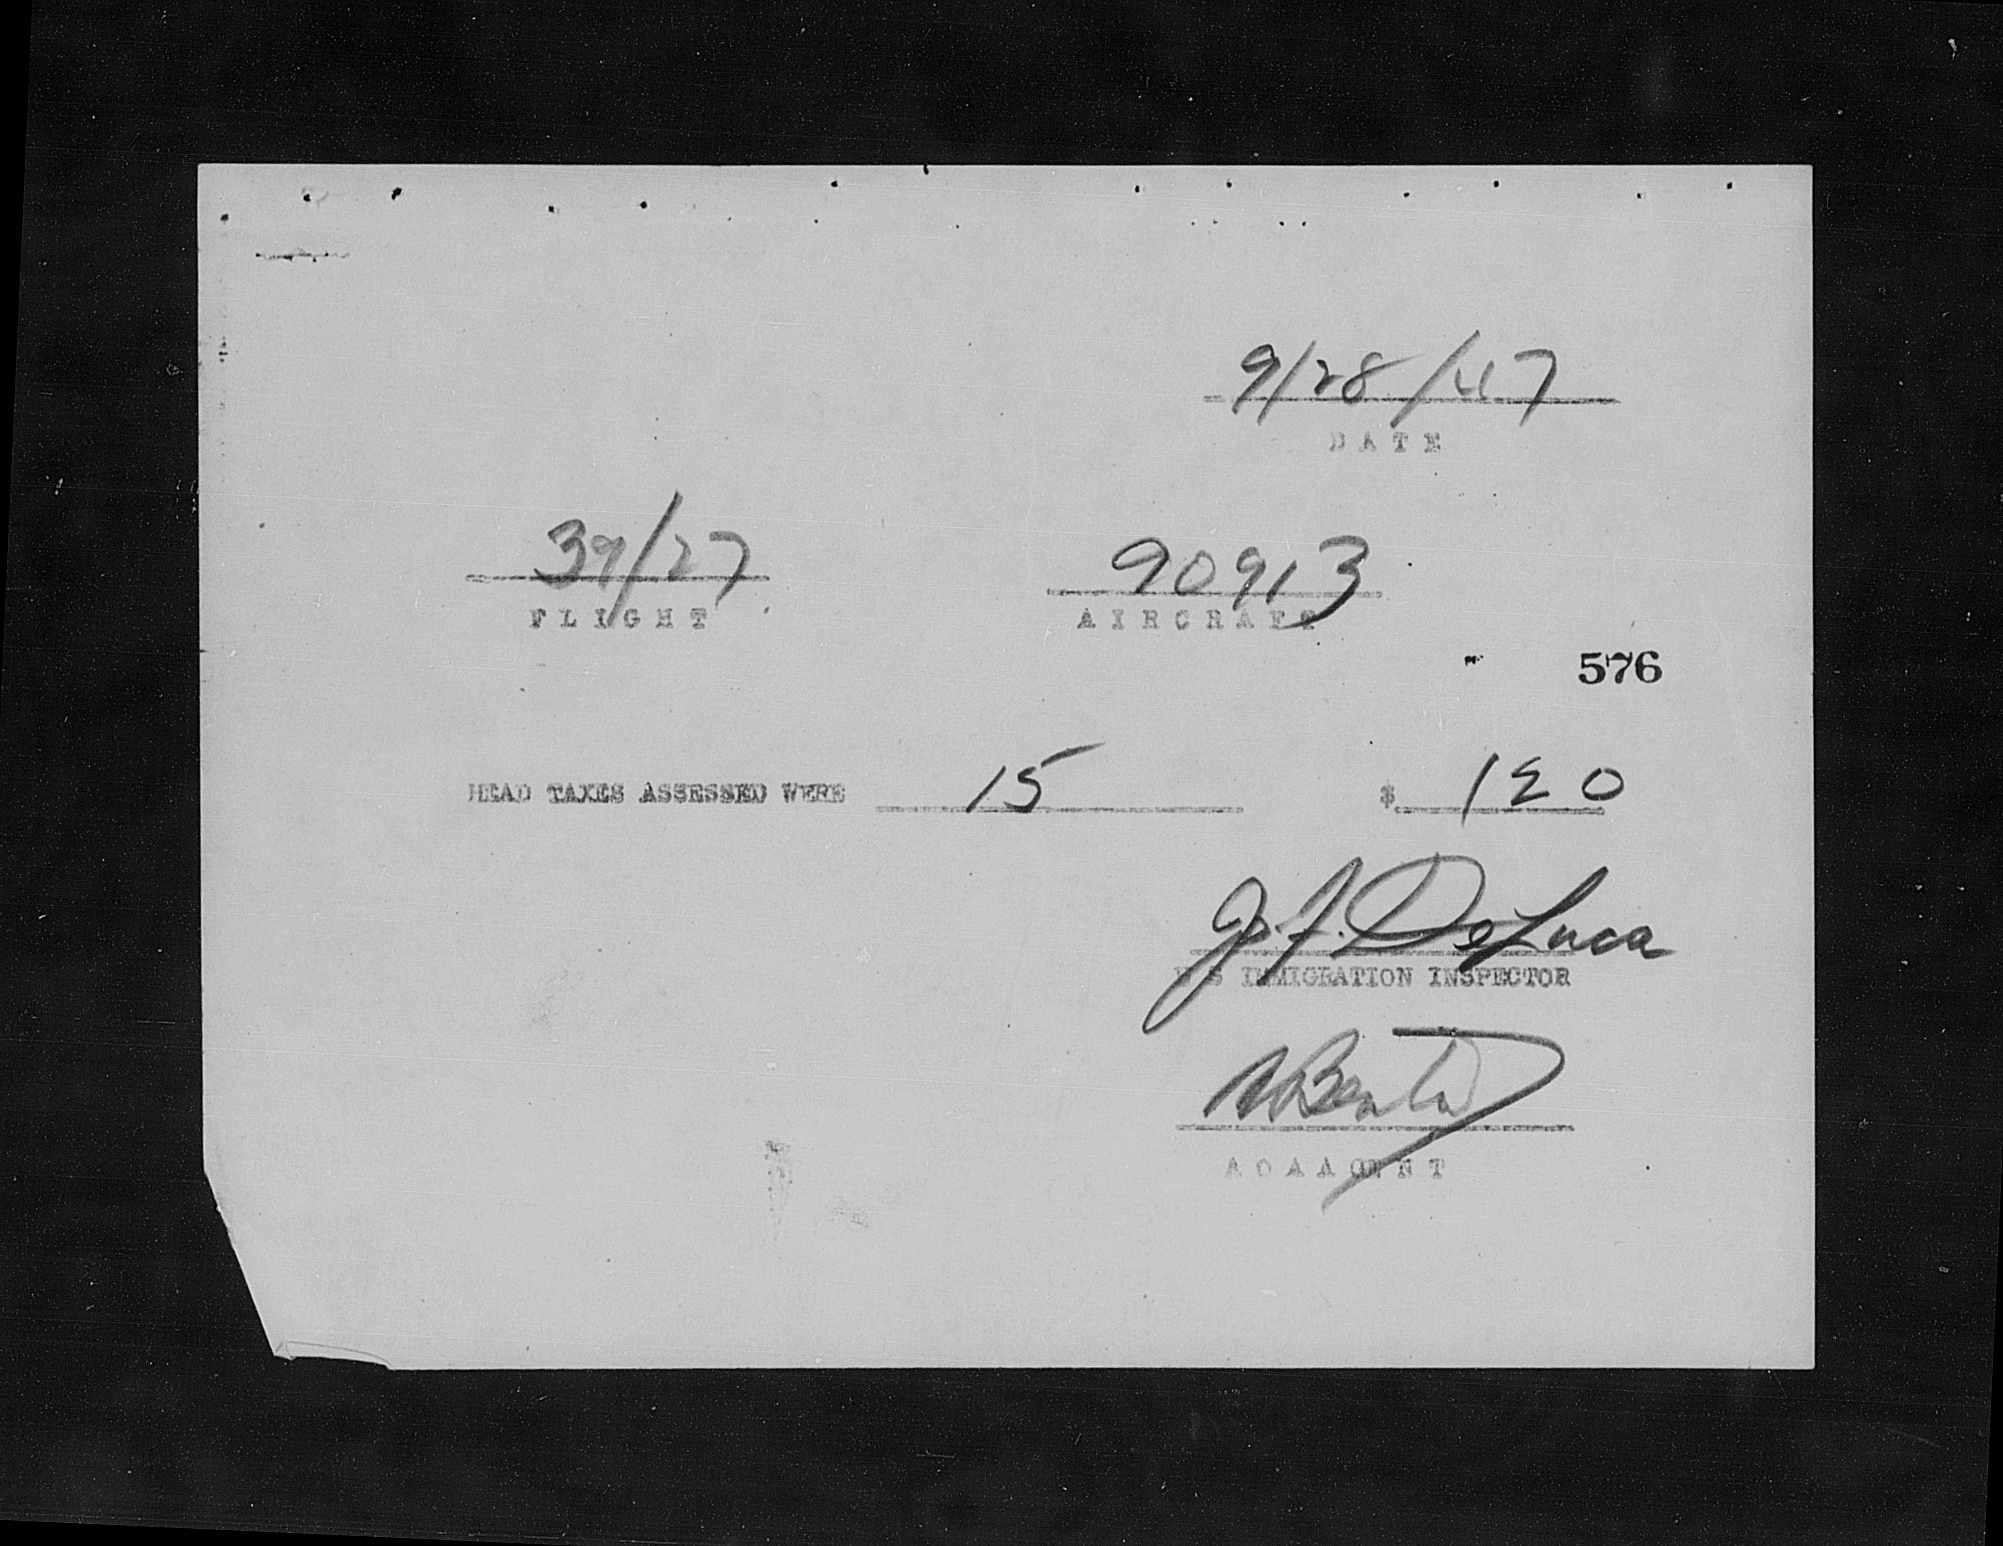 9/28/47
DATE
39/27 90913
FLIGHT AIRCRAFT
576
HEAD TAXES ASSESSED WERE 15 $ 120
J. J. DeLuca
U S IMMIGRATION INSPECTOR
A O A AGENT